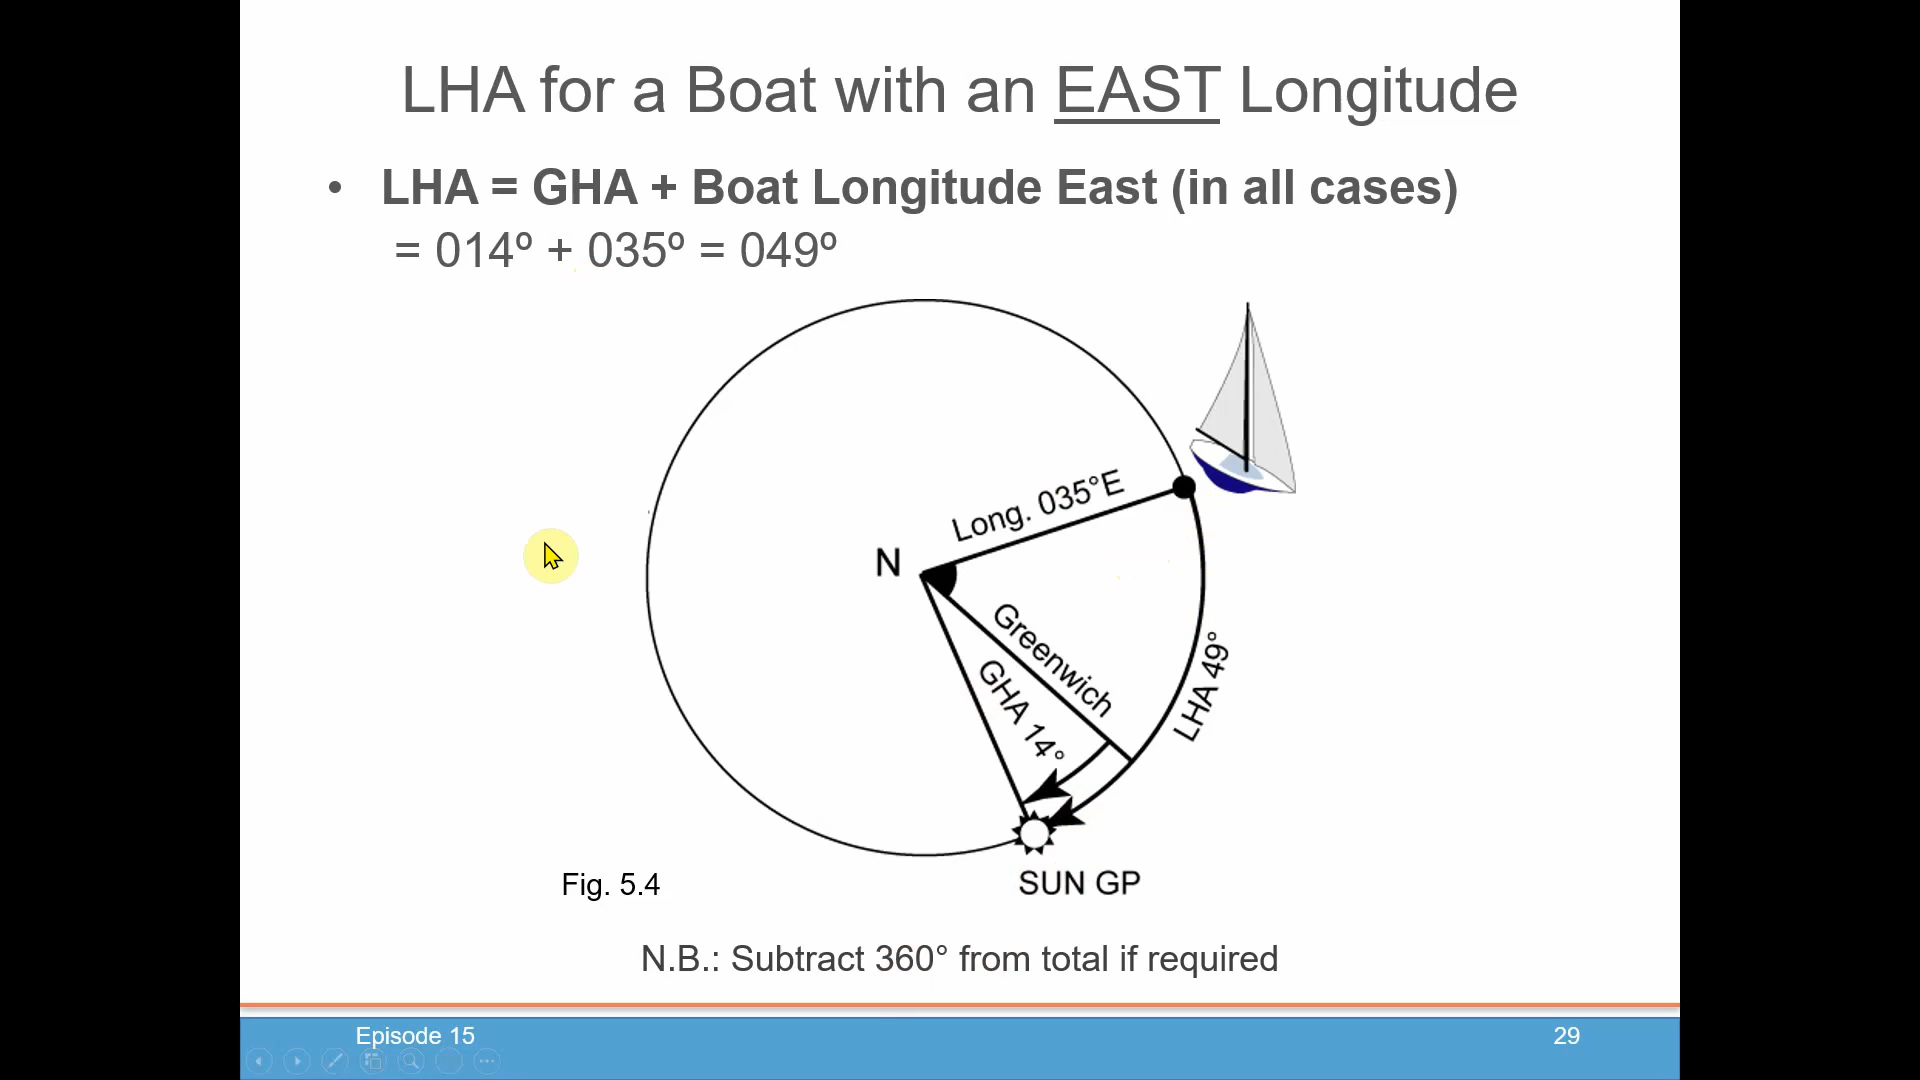 LHA for a Boat with an EAST Longitude
• LHA = GHA + Boat Longitude East (in all cases)
= 014º + 035º = 049º
Long. 035°E
N
Greenwich
GHA 14°
LHA 49°
SUN GP
Fig. 5.4
N.B.: Subtract 360° from total if required
Episode 15
29